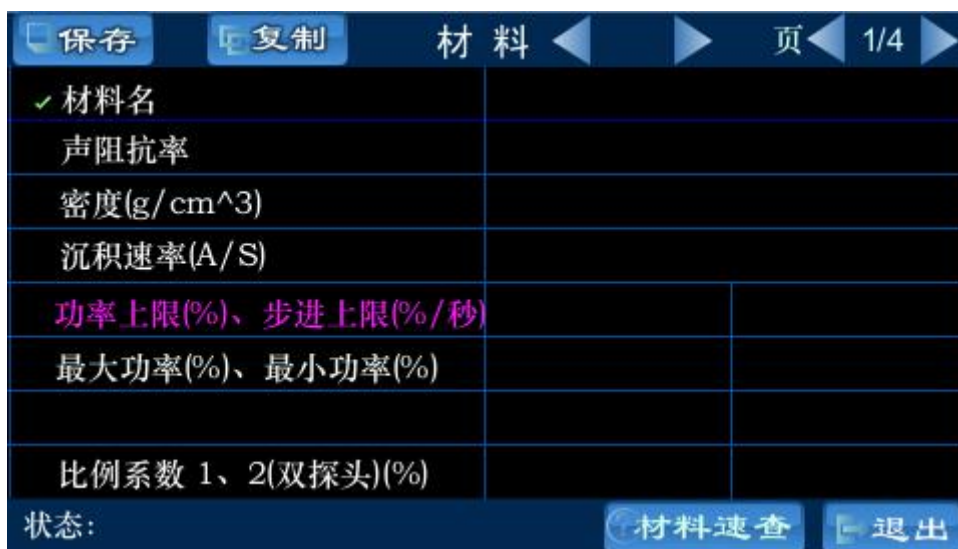 保存 复制 材 料 页 1/4
材料名
声阻抗率
密度(g/cm^3)
沉积速率(A/S)
功率上限(%)、步进上限(%/秒)
最大功率(%)、最小功率(%)
比例系数 1、2(双探头)(%)
状态: 材料速查 退出